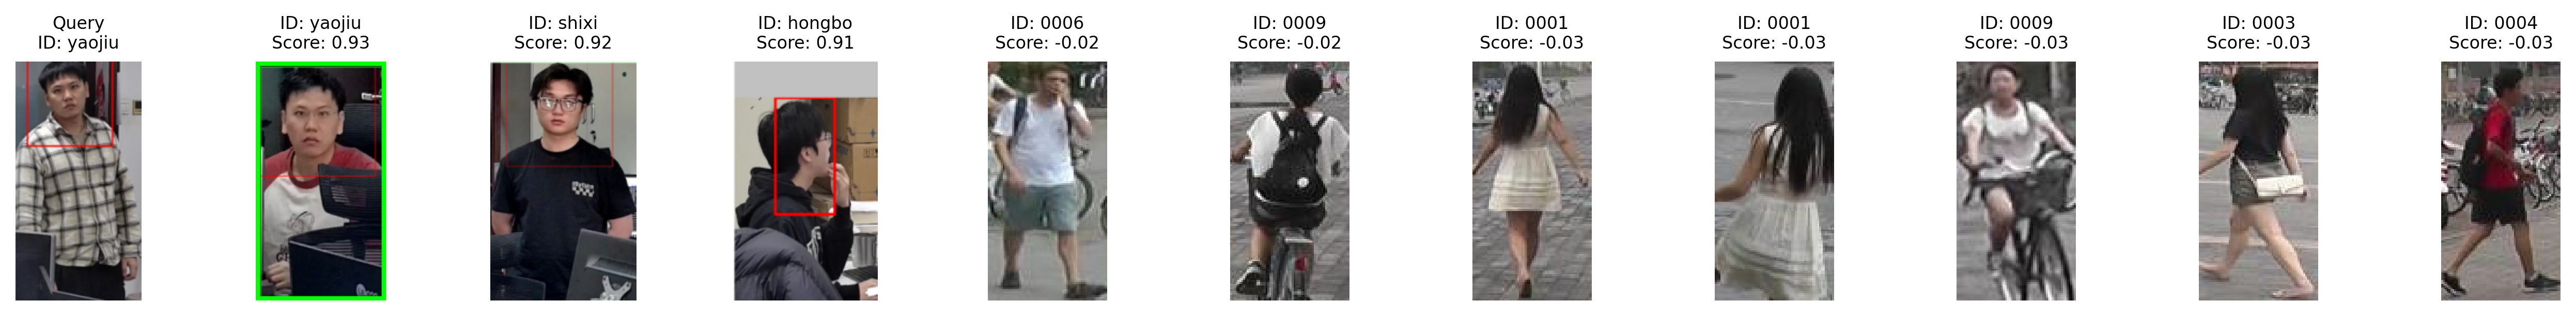 Query
ID: yaojiu
ID: yaojiu
Score: 0.93
ID: shixi
Score: 0.92
ID: hongbo
Score: 0.91
ID: 0006
Score: -0.02
ID: 0009
Score: -0.02
ID: 0001
Score: -0.03
ID: 0001
Score: -0.03
ID: 0009
Score: -0.03
ID: 0003
Score: -0.03
ID: 0004
Score: -0.03